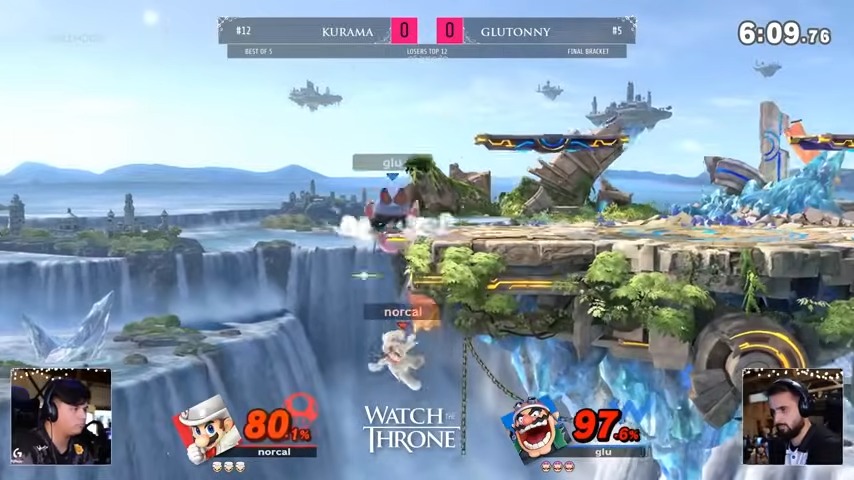 #12 KURAMA 0 0 GLUTONNY #5
BEST OF 5 LOSERS TOP 12 FINAL BRACKET
6:09.76
glu
norcal
80.1%
norcal
WATCH THE THRONE
97.6%
glu